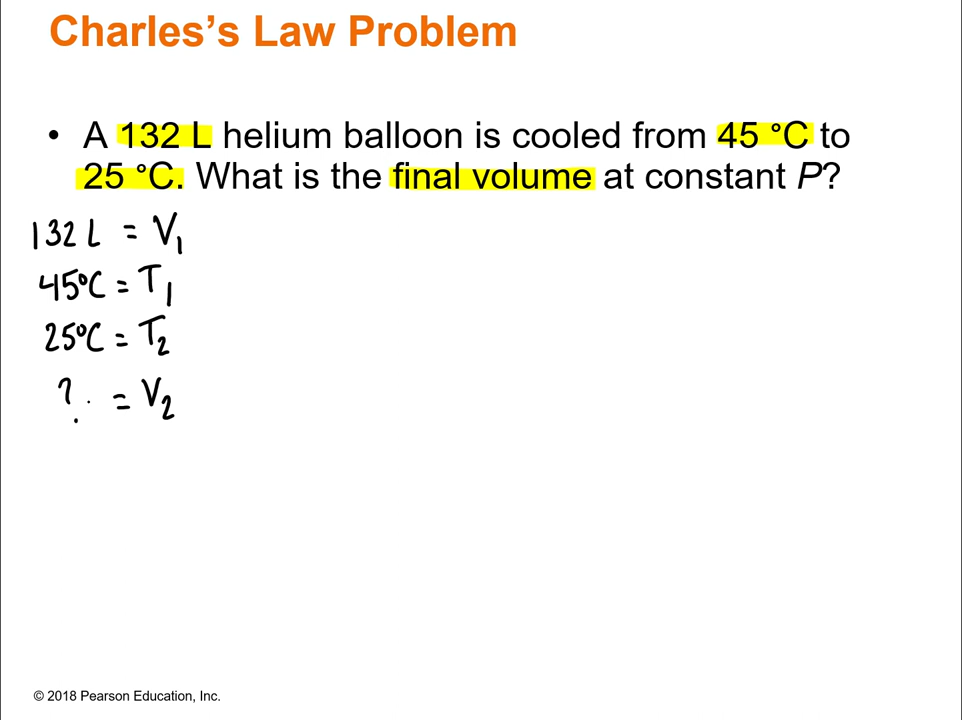 Charles’s Law Problem
• A 132 L helium balloon is cooled from 45 °C to
25 °C. What is the final volume at constant P?
132 L = V₁
45°C = T₁
25°C = T₂
? = V₂
© 2018 Pearson Education, Inc.